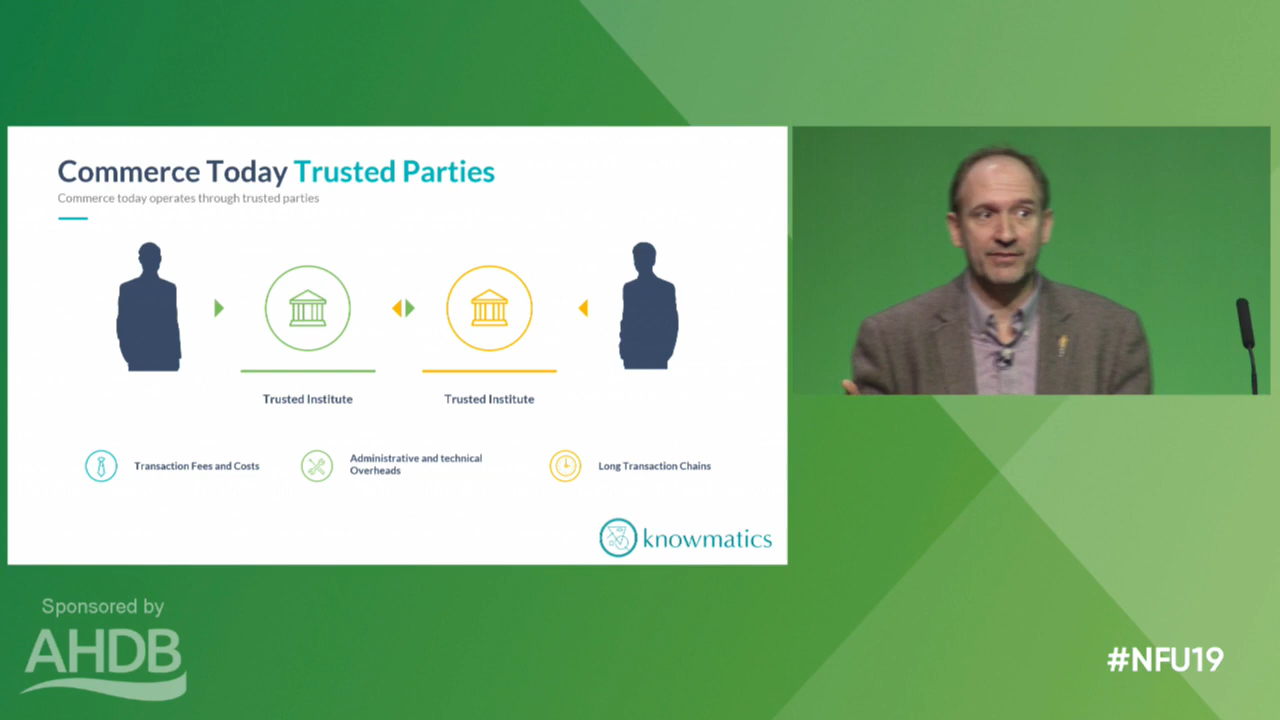 Commerce Today Trusted Parties
Commerce today operates through trusted parties
Trusted Institute
Trusted Institute
Transaction Fees and Costs
Administrative and technical
Overheads
Long Transaction Chains
knowmatics
Sponsored by
AHDB
#NFU19